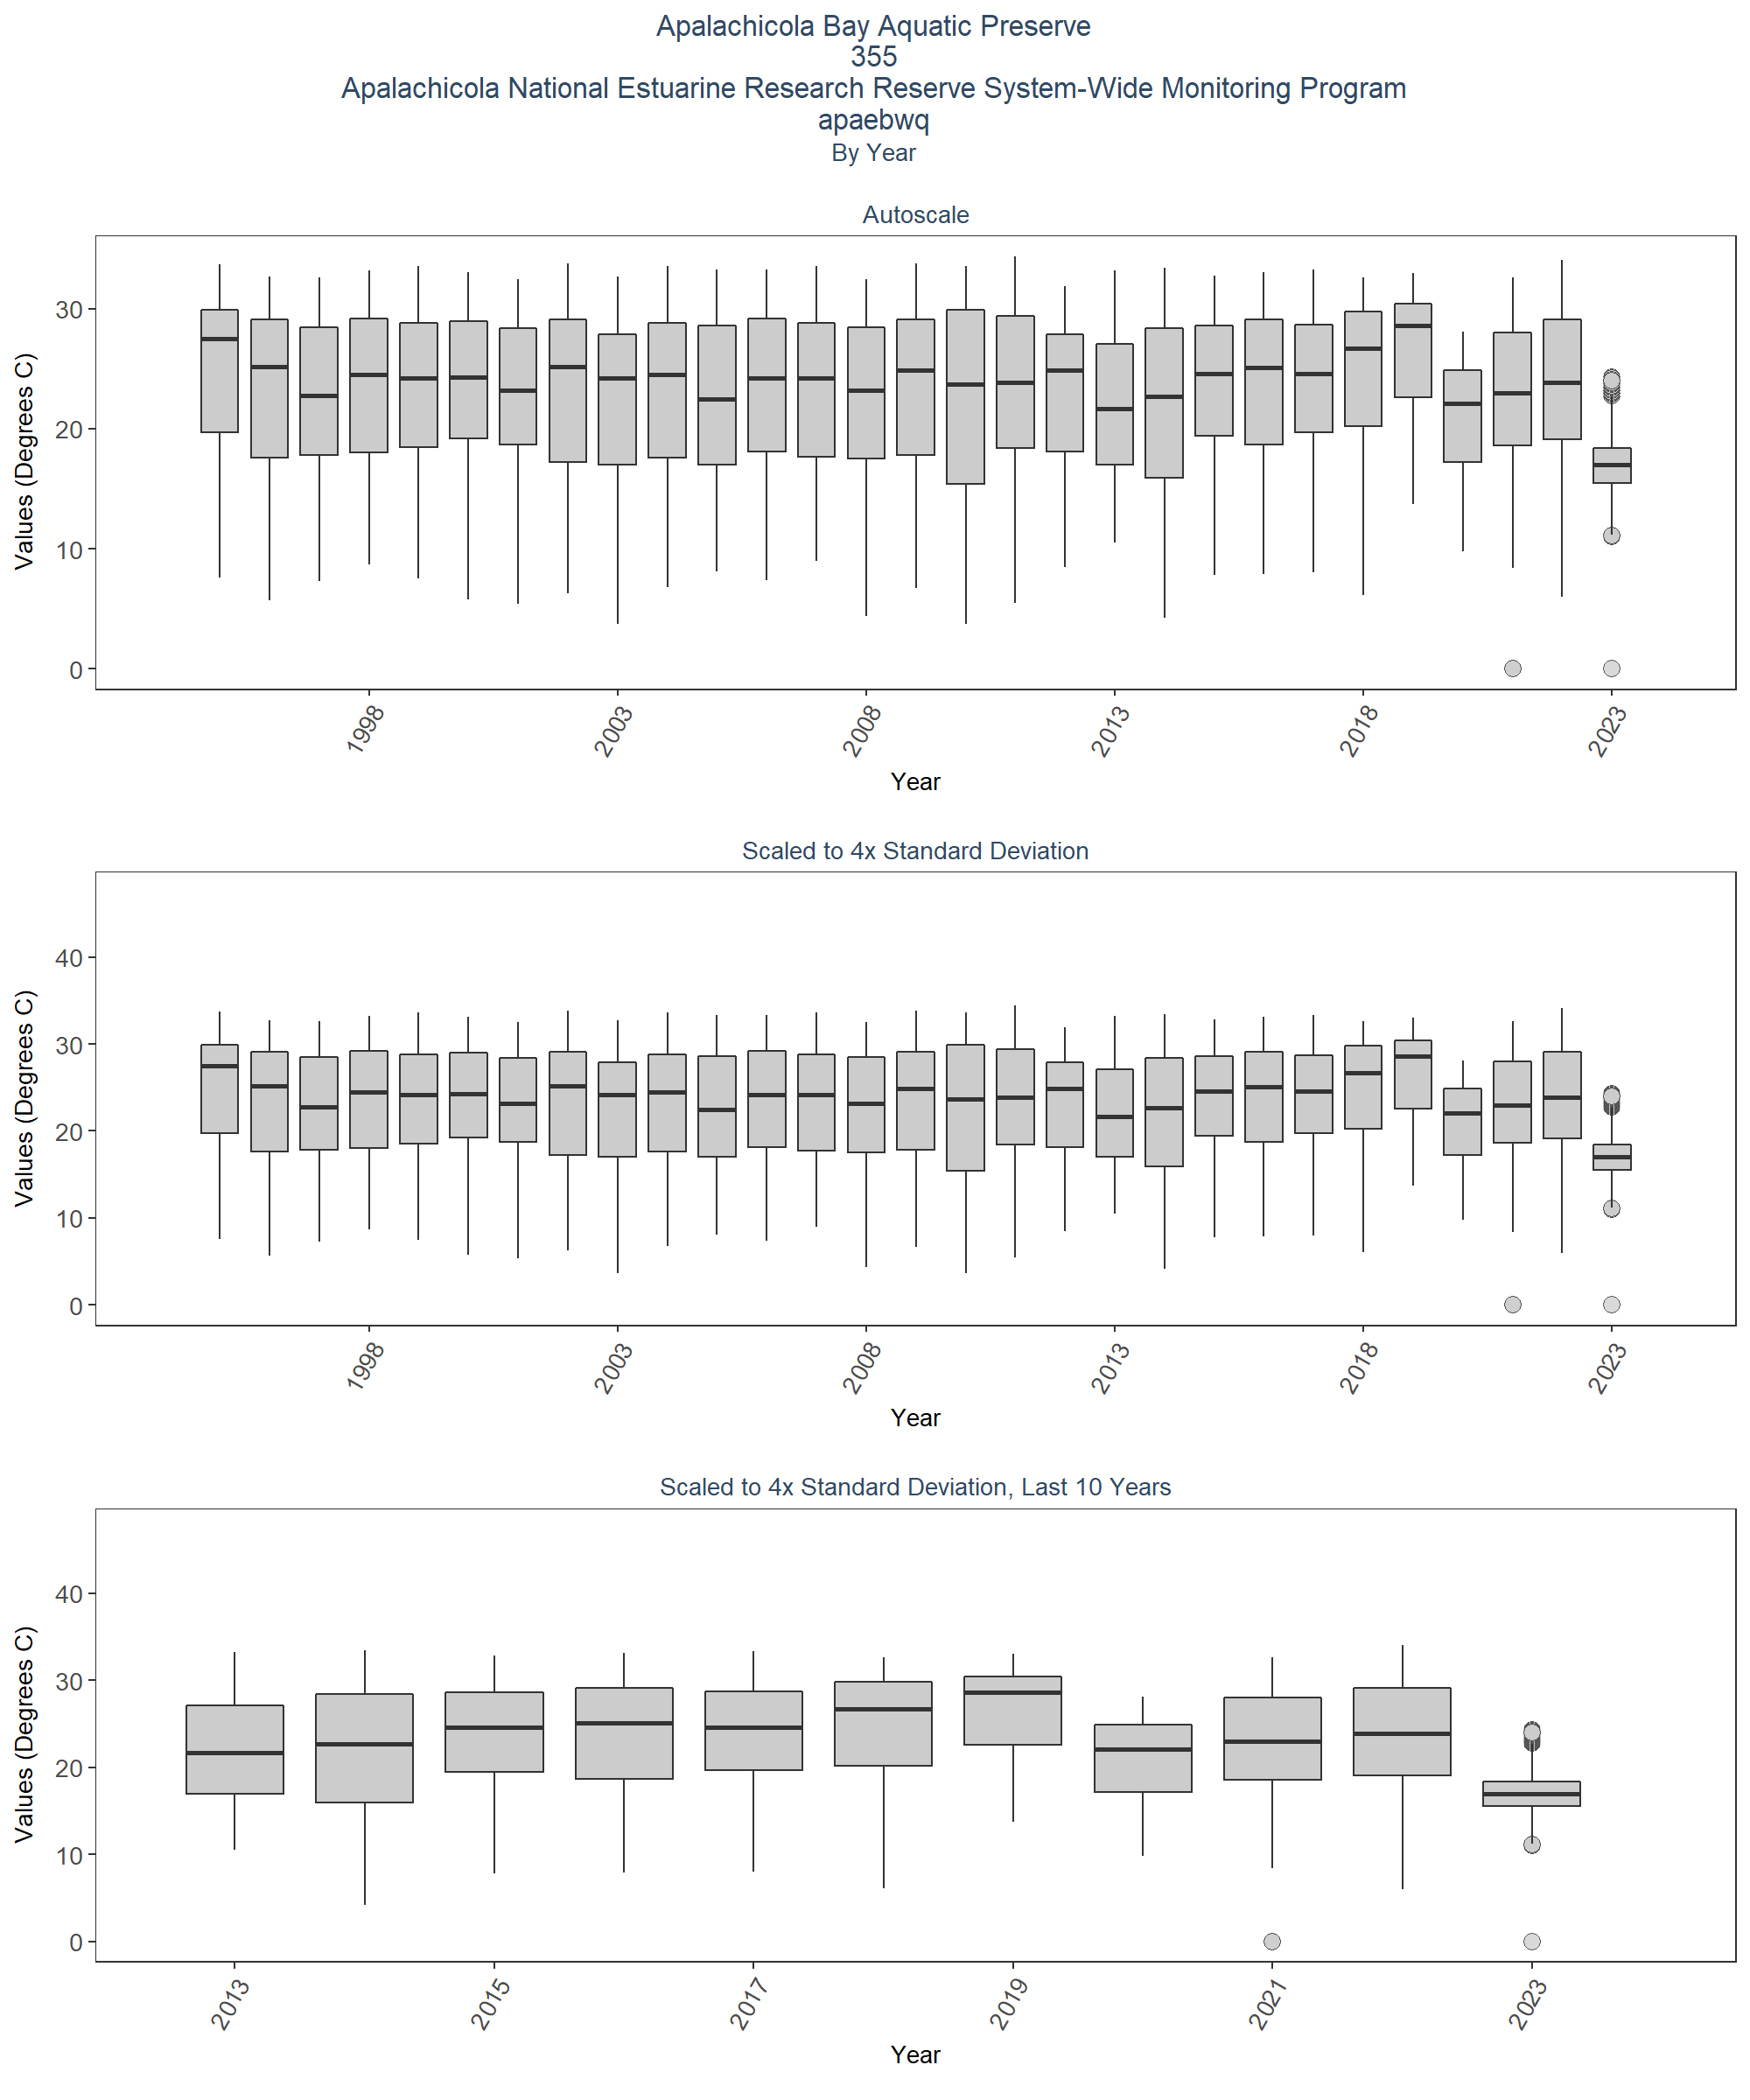 Apalachicola Bay Aquatic Preserve
355
Apalachicola National Estuarine Research Reserve System-Wide Monitoring Program
apaebwq
By Year
Autoscale
Values (Degrees C)
30
20
10
0
1998 2003 2008 2013 2018 2023
Year
Scaled to 4x Standard Deviation
Values (Degrees C)
40
30
20
10
0
1998 2003 2008 2013 2018 2023
Year
Scaled to 4x Standard Deviation, Last 10 Years
Values (Degrees C)
40
30
20
10
0
2013 2015 2017 2019 2021 2023
Year